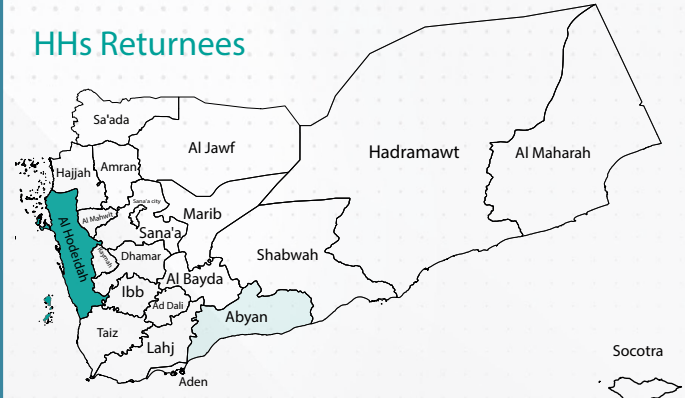 HHs Returnees
Sa'ada
Al Jawf
Hadramawt
Al Maharah
Hajjah
Amran
Sana'a city
Al Mahwit
Marib
Sana'a
Al Hodeidah
Raymah
Dhamar
Shabwah
Al Bayda
Ibb
Ad Dali
Abyan
Taiz
Lahj
Aden
Socotra